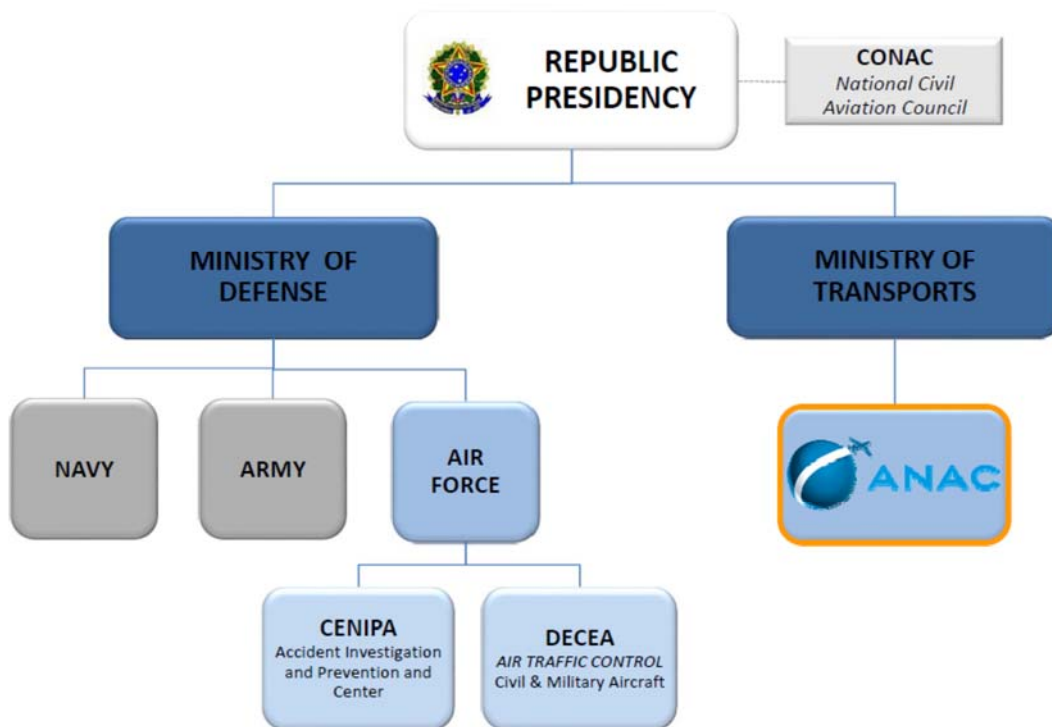 REPUBLIC
PRESIDENCY
CONAC
National Civil
Aviation Council
MINISTRY OF
DEFENSE
MINISTRY OF
TRANSPORTS
NAVY
ARMY
AIR
FORCE
ANAC
CENIPA
Accident Investigation
and Prevention and
Center
DECEA
AIR TRAFFIC CONTROL
Civil & Military Aircraft